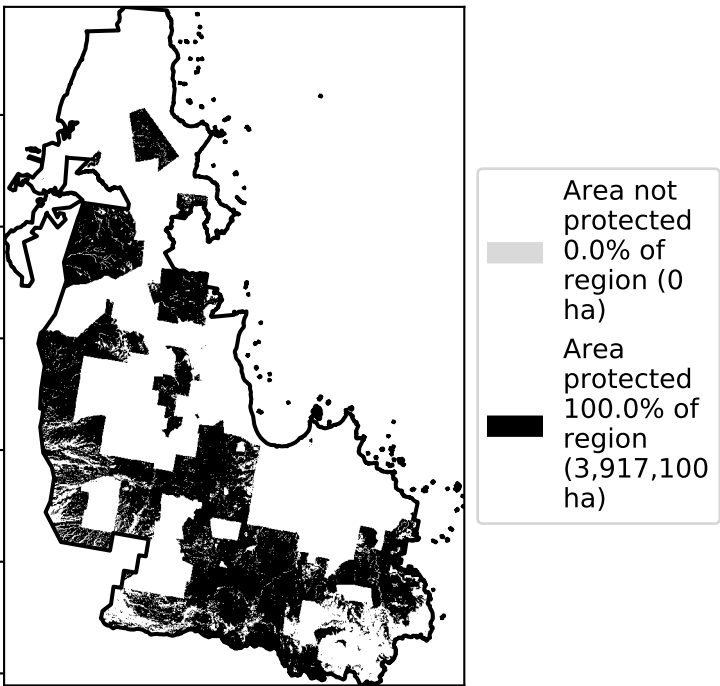 Area not
protected
0.0% of
region (0
ha)
Area
protected
100.0% of
region
(3,917,100
ha)